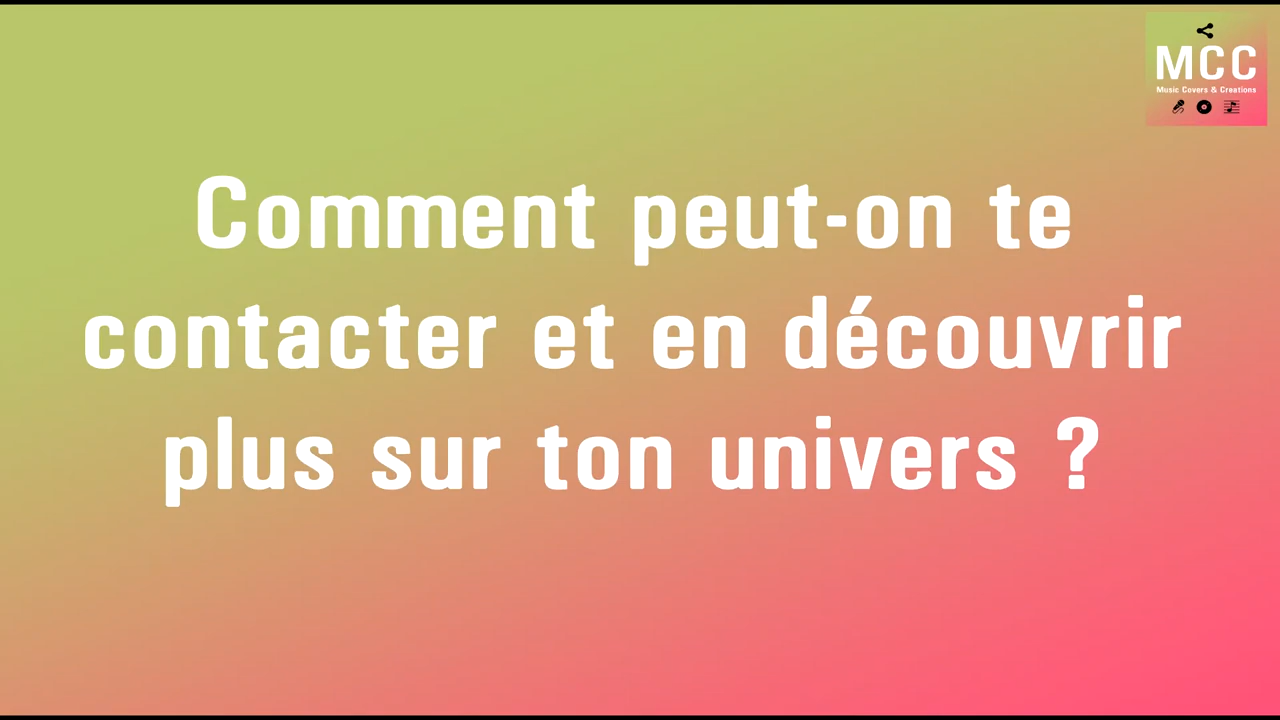 MCC
Music Covers & Creations
Comment peut-on te
contacter et en découvrir
plus sur ton univers ?